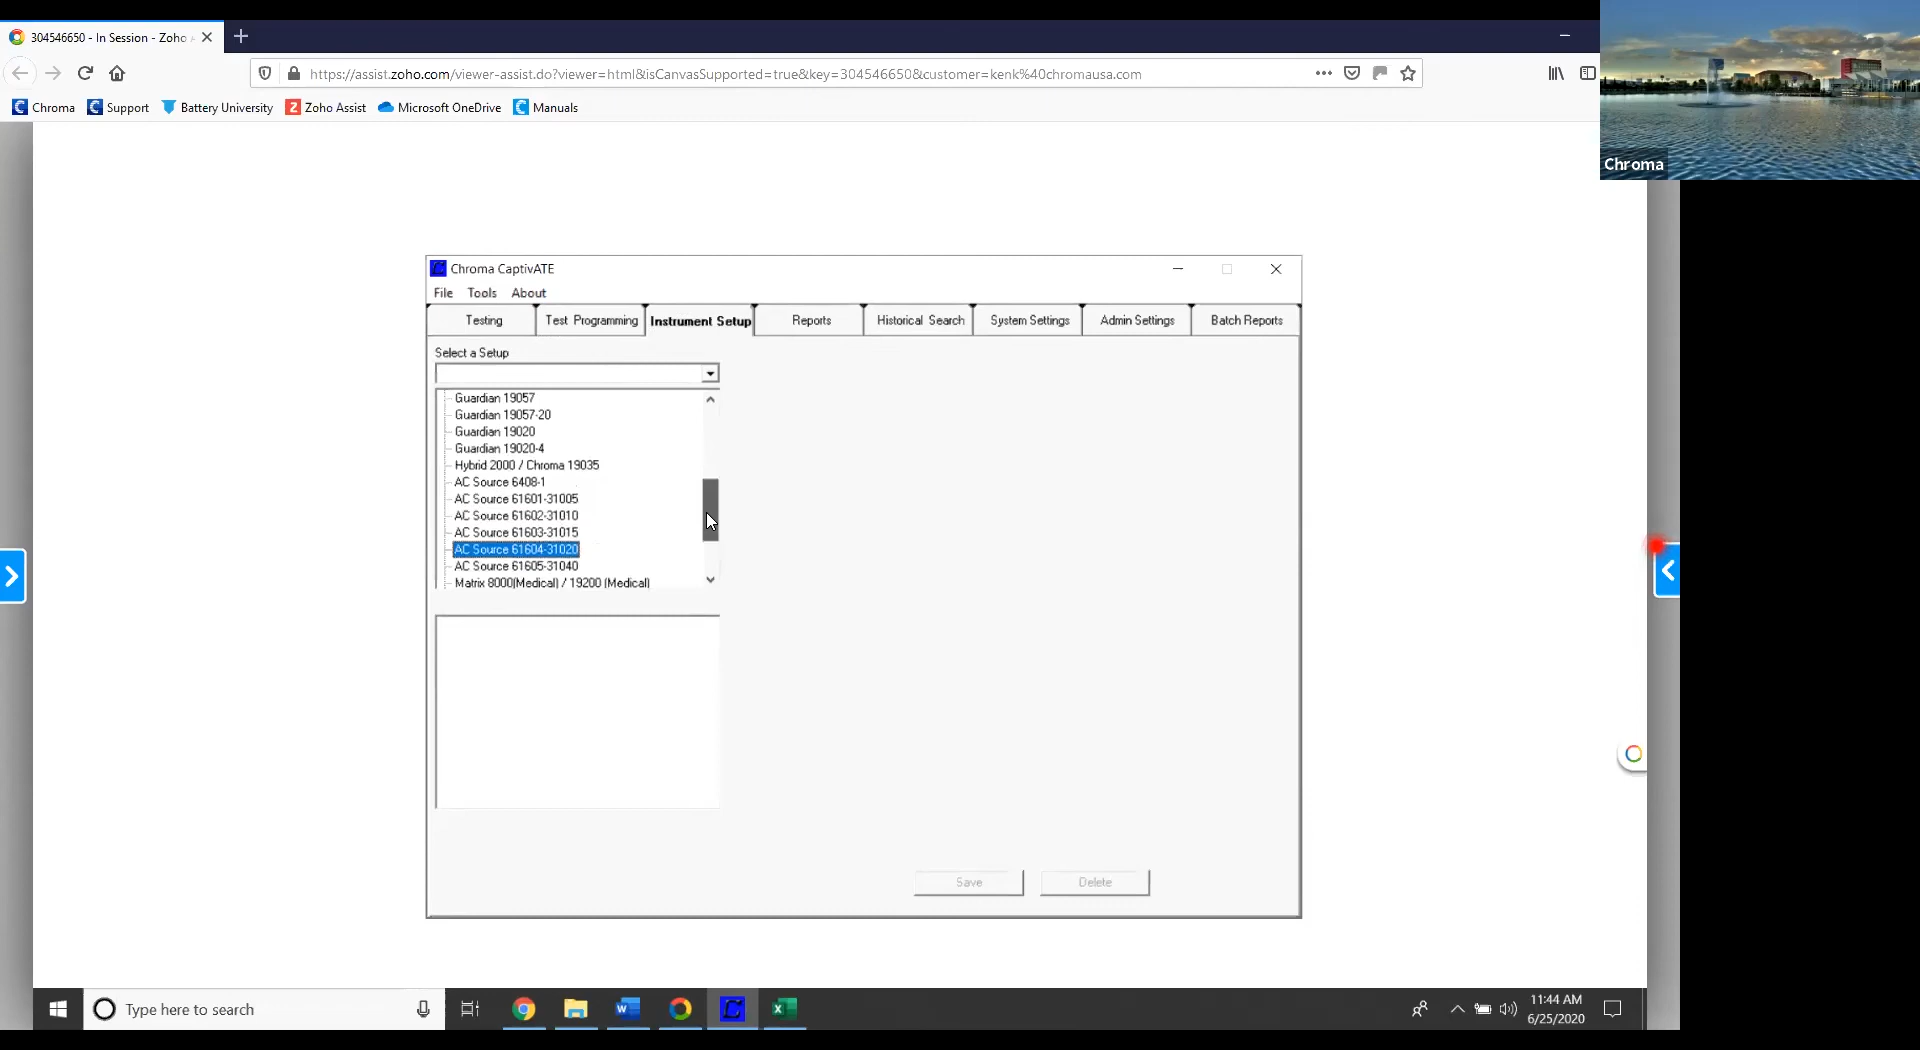 304546650 - In Session - Zoho A
https://assist.zoho.com/viewer-assist.do?viewer=html&isCanvasSupported=true&key=304546650&customer=kenk%40chromausa.com
Chroma Support Battery University Zoho Assist Microsoft OneDrive Manuals
Chroma
Chroma CaptivATE
File Tools About
Testing Test Programming Instrument Setup Reports Historical Search System Settings Admin Settings Batch Reports
Select a Setup
Guardian 19057
Guardian 19057-20
Guardian 19020
Guardian 19020-4
Hybrid 2000 / Chroma 19035
AC Source 6408-1
AC Source 61601-31005
AC Source 61602-31010
AC Source 61603-31015
AC Source 61604-31020
AC Source 61605-31040
Matrix 8000(Medical) / 19200 (Medical)
Save Delete
Type here to search
11:44 AM
6/25/2020